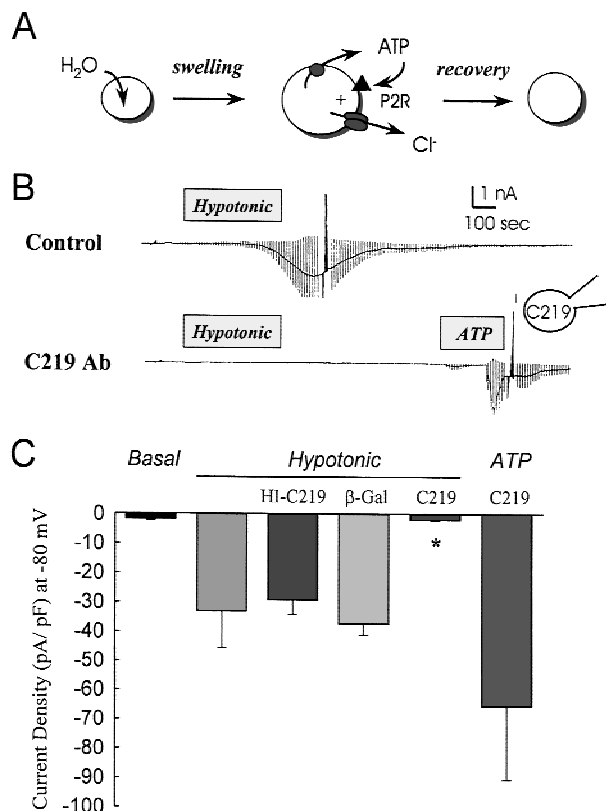 A
H2O
swelling
ATP
recovery
P2R
+
Cl-
B
Hypotonic
1 nA
100 sec
Control
Hypotonic
ATP
C219
C219 Ab
C
Basal
Hypotonic
ATP
HI-C219
β-Gal
C219
C219
Current Density (pA/ pF) at -80 mV
0
-10
-20
-30
-40
-50
-60
-70
-80
-90
-100
*